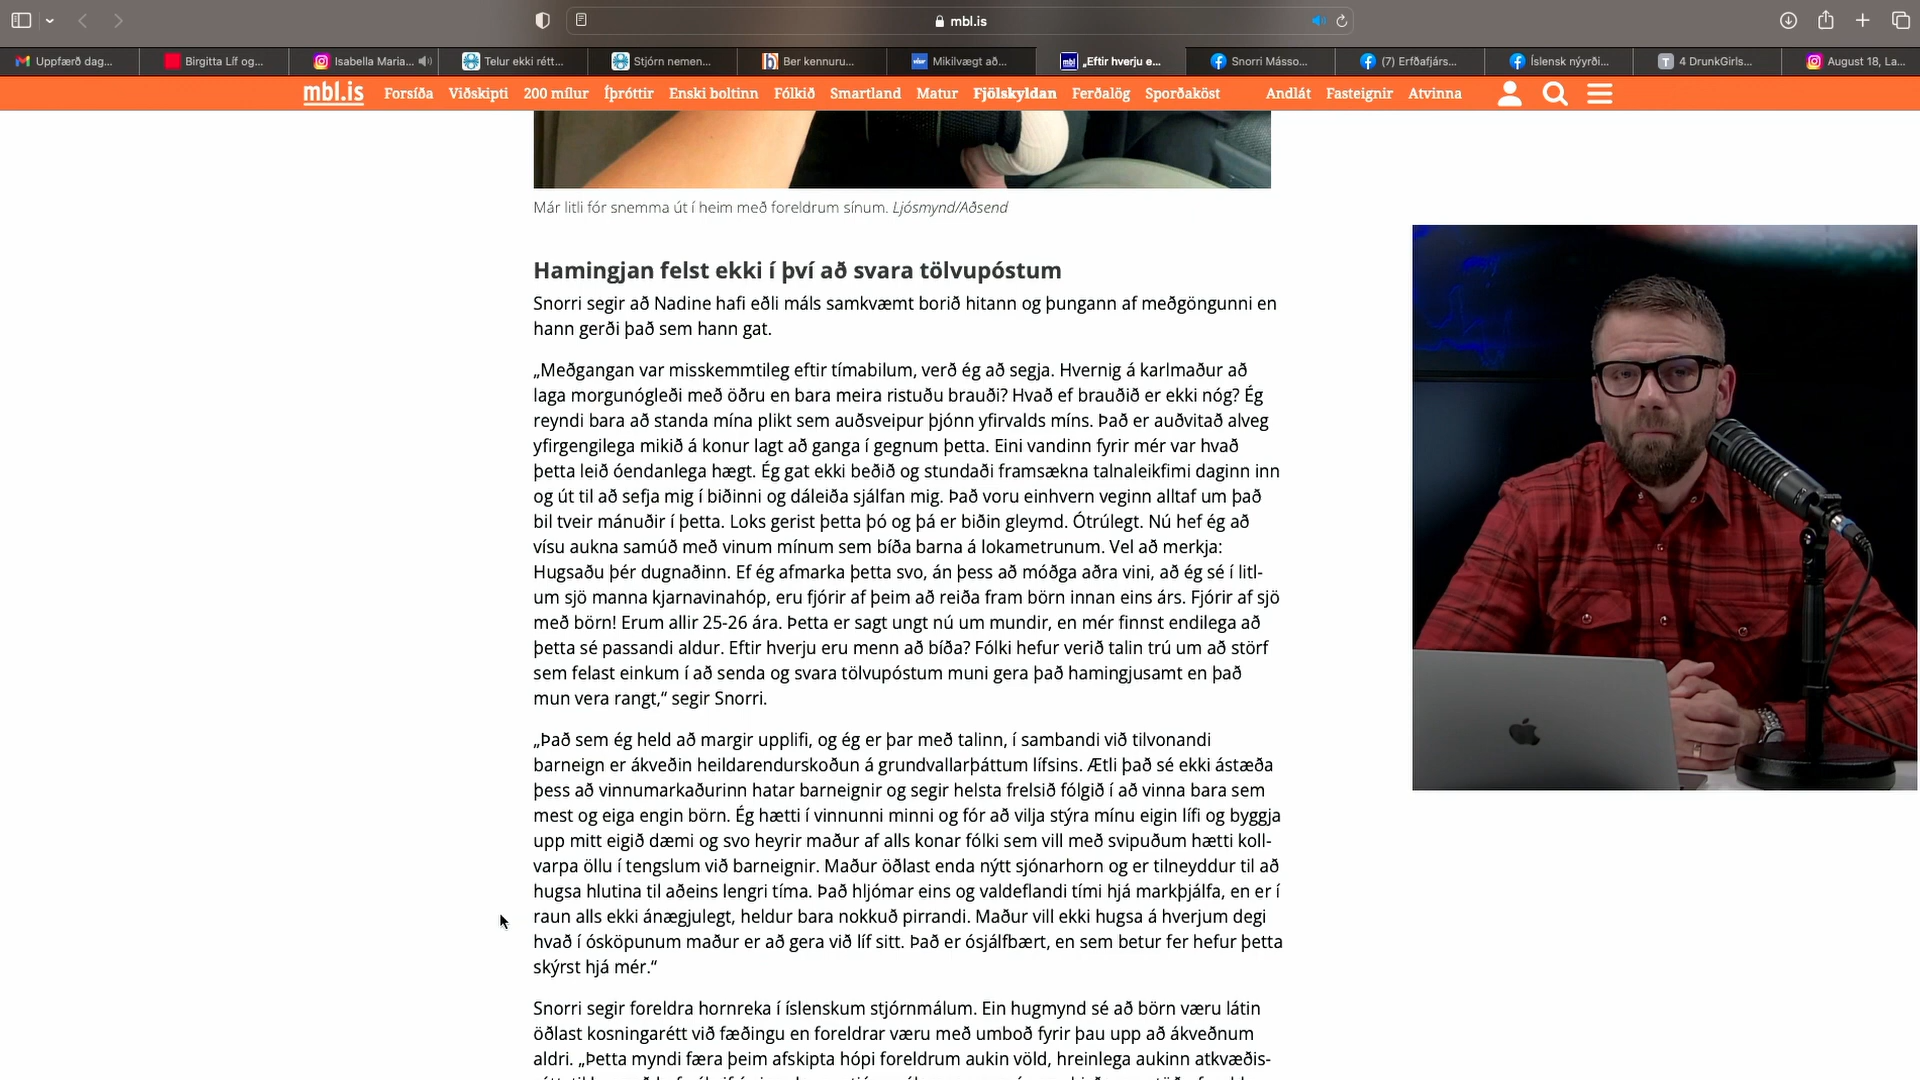 mbl.is
Uppfærð dag...
Birgitta Líf og...
Isabella Maria...
Telur ekki rétt...
Stjórn nemen...
Ber kennuru...
Mikilvægt að...
mbl „Eftir hverju e...
Snorri Másso...
(7) Erfðafjárs...
Íslensk nýyrði...
T 4 DrunkGirls...
August 18, La...
mbl.is Forsíða Viðskipti 200 mílur Íþróttir Enski boltinn Fólkið Smartland Matur Fjölskyldan Ferðalög Sporðaköst Andlát Fasteignir Atvinna
Már litli fór snemma út í heim með foreldrum sínum. Ljósmynd/Aðsend
Hamingjan felst ekki í því að svara tölvupóstum
Snorri segir að Nadine hafi eðli máls samkvæmt borið hitann og þungann af meðgöngunni en
hann gerði það sem hann gat.
„Meðgangan var misskemmtileg eftir tímabilum, verð ég að segja. Hvernig á karlmaður að
laga morgunógleði með öðru en bara meira ristuðu brauði? Hvað ef brauðið er ekki nóg? Ég
reyndi bara að standa mína plikt sem auðsveipur þjónn yfirvalds míns. Það er auðvitað alveg
yfirgengilega mikið á konur lagt að ganga í gegnum þetta. Eini vandinn fyrir mér var hvað
þetta leið óendanlega hægt. Ég gat ekki beðið og stundaði framsækna talnaleikfimi daginn inn
og út til að sefja mig í biðinni og dáleiða sjálfan mig. Það voru einhvern veginn alltaf um það
bil tveir mánuðir í þetta. Loks gerist þetta þó og þá er biðin gleymd. Ótrúlegt. Nú hef ég að
vísu aukna samúð með vinum mínum sem bíða barna á lokametrunum. Vel að merkja:
Hugsaðu þér dugnaðinn. Ef ég afmarka þetta svo, án þess að móðga aðra vini, að ég sé í litl-
um sjö manna kjarnavinahóp, eru fjórir af þeim að reiða fram börn innan eins árs. Fjórir af sjö
með börn! Erum allir 25-26 ára. Þetta er sagt ungt nú um mundir, en mér finnst endilega að
þetta sé passandi aldur. Eftir hverju eru menn að bíða? Fólki hefur verið talin trú um að störf
sem felast einkum í að senda og svara tölvupóstum muni gera það hamingjusamt en það
mun vera rangt,“ segir Snorri.
„Það sem ég held að margir upplifi, og ég er þar með talinn, í sambandi við tilvonandi
barneign er ákveðin heildarendurskoðun á grundvallarþáttum lífsins. Ætli það sé ekki ástæða
þess að vinnumarkaðurinn hatar barneignir og segir helsta frelsið fólgið í að vinna bara sem
mest og eiga engin börn. Ég hætti í vinnunni minni og fór að vilja stýra mínu eigin lífi og byggja
upp mitt eigið dæmi og svo heyrir maður af alls konar fólki sem vill með svipuðum hætti koll-
varpa öllu í tengslum við barneignir. Maður öðlast enda nýtt sjónarhorn og er tilneyddur til að
hugsa hlutina til aðeins lengri tíma. Það hljómar eins og valdeflandi tími hjá markþjálfa, en er í
raun alls ekki ánægjulegt, heldur bara nokkuð pirrandi. Maður vill ekki hugsa á hverjum degi
hvað í ósköpunum maður er að gera við líf sitt. Það er ósjálfbært, en sem betur fer hefur þetta
skýrst hjá mér.“
Snorri segir foreldra hornreka í íslenskum stjórnmálum. Ein hugmynd sé að börn væru látin
öðlast kosningarétt við fæðingu en foreldrar væru með umboð fyrir þau upp að ákveðnum
aldri. „Þetta myndi færa þeim afskipta hópi foreldrum aukin völd, hreinlega aukinn atkvæðis-